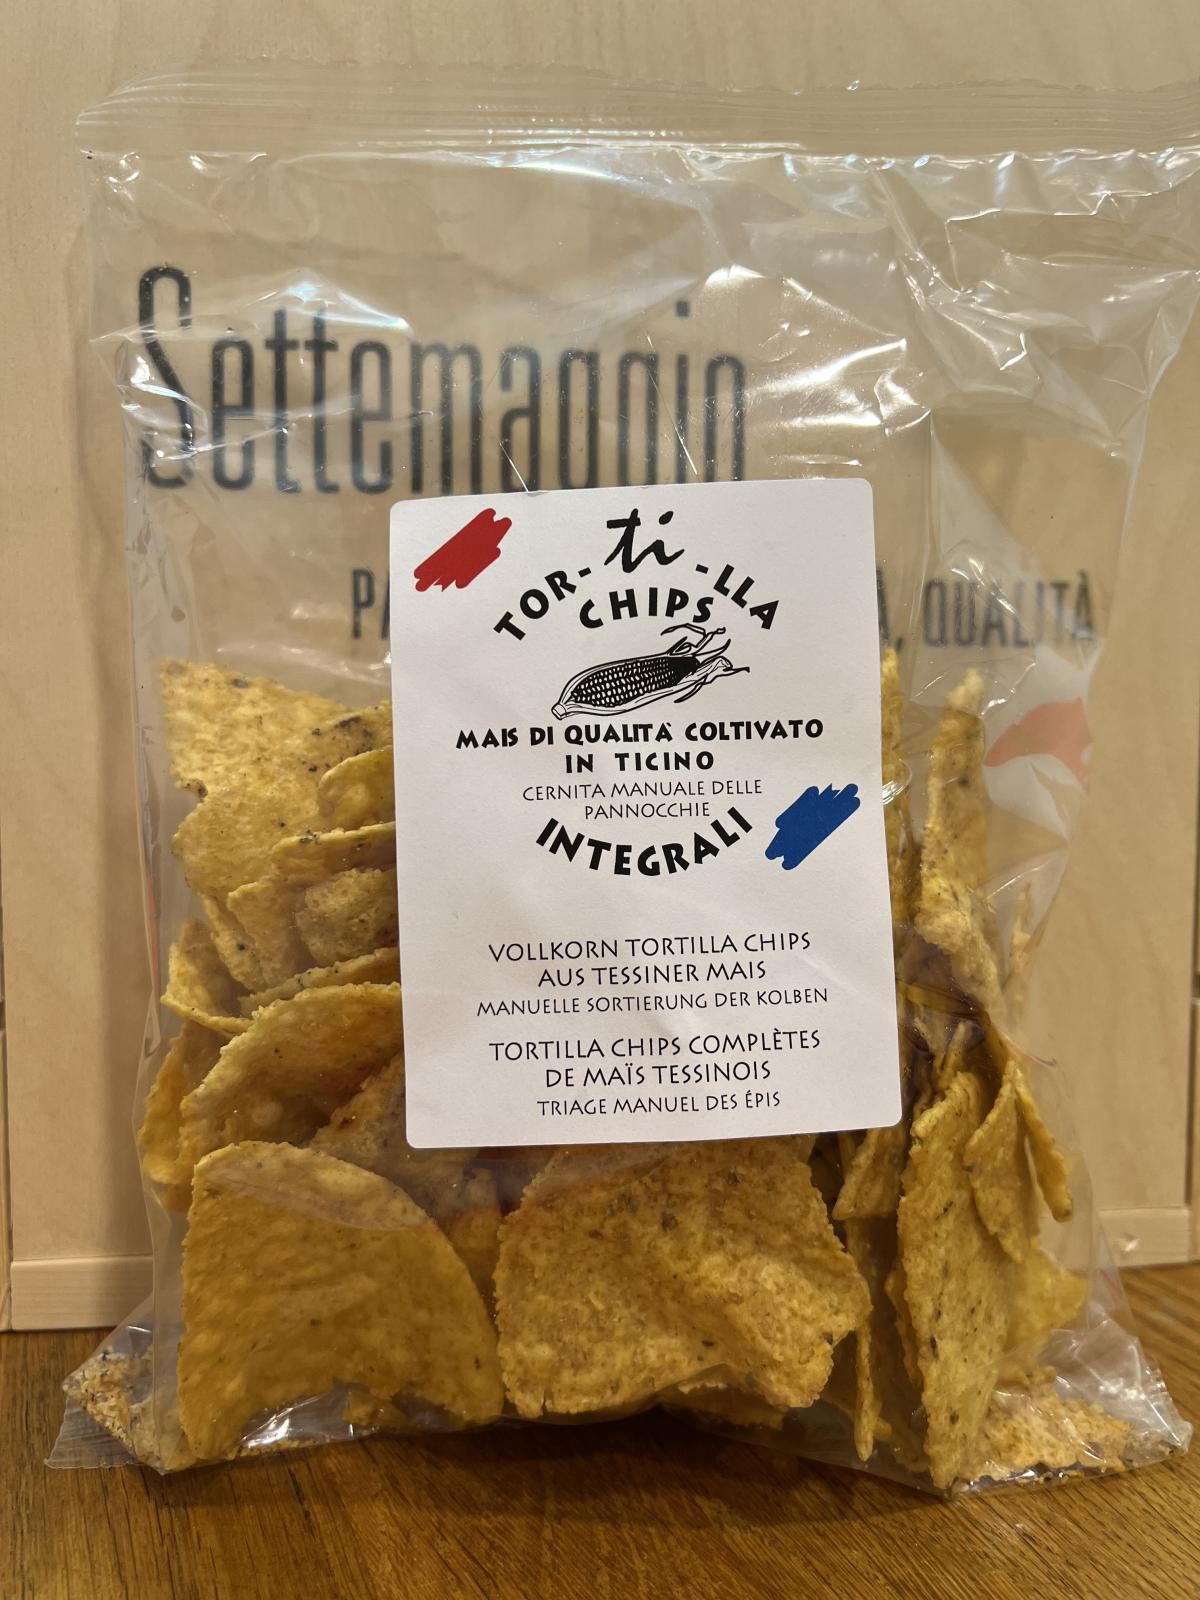 Settemaggio
QUALITÀ
TOR-ti-LLA
CHIPS
MAIS DI QUALITÀ COLTIVATO
IN TICINO
CERNITA MANUALE DELLE
PANNOCCHIE
INTEGRALI
VOLLKORN TORTILLA CHIPS
AUS TESSINER MAIS
MANUELLE SORTIERUNG DER KOLBEN
TORTILLA CHIPS COMPLÈTES
DE MAÏS TESSINOIS
TRIAGE MANUEL DES ÉPIS